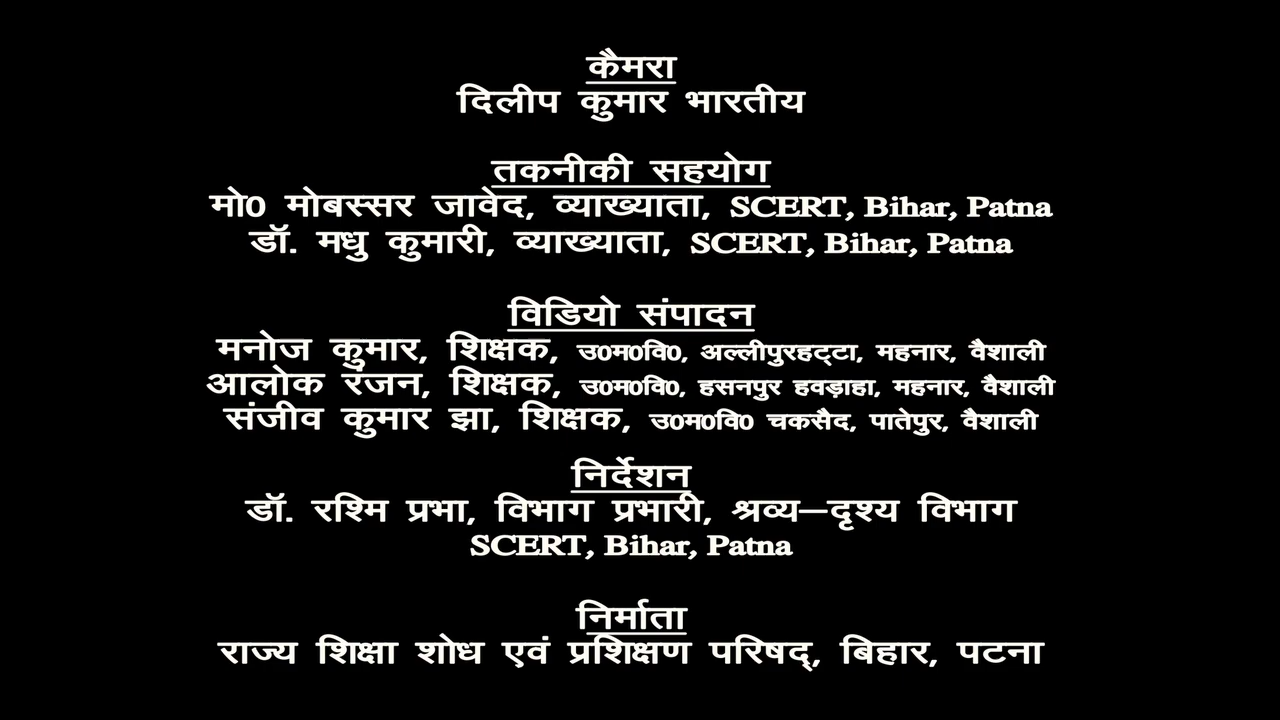 कैमरा
दिलीप कुमार भारतीय
तकनीकी सहयोग
मो0 मोबस्सर जावेद, व्याख्याता, SCERT, Bihar, Patna
डॉ. मधु कुमारी, व्याख्याता, SCERT, Bihar, Patna
विडियो संपादन
मनोज कुमार, शिक्षक, उ0म0वि0, अल्लीपुरहट्टा, महनार, वैशाली
आलोक रंजन, शिक्षक, उ0म0वि0, हसनपुर हवड़ाहा, महनार, वैशाली
संजीव कुमार झा, शिक्षक, उ0म0वि0 चकसैद, पातेपुर, वैशाली
निर्देशन
डॉ. रश्मि प्रभा, विभाग प्रभारी, श्रव्य–दृश्य विभाग
SCERT, Bihar, Patna
निर्माता
राज्य शिक्षा शोध एवं प्रशिक्षण परिषद्, बिहार, पटना